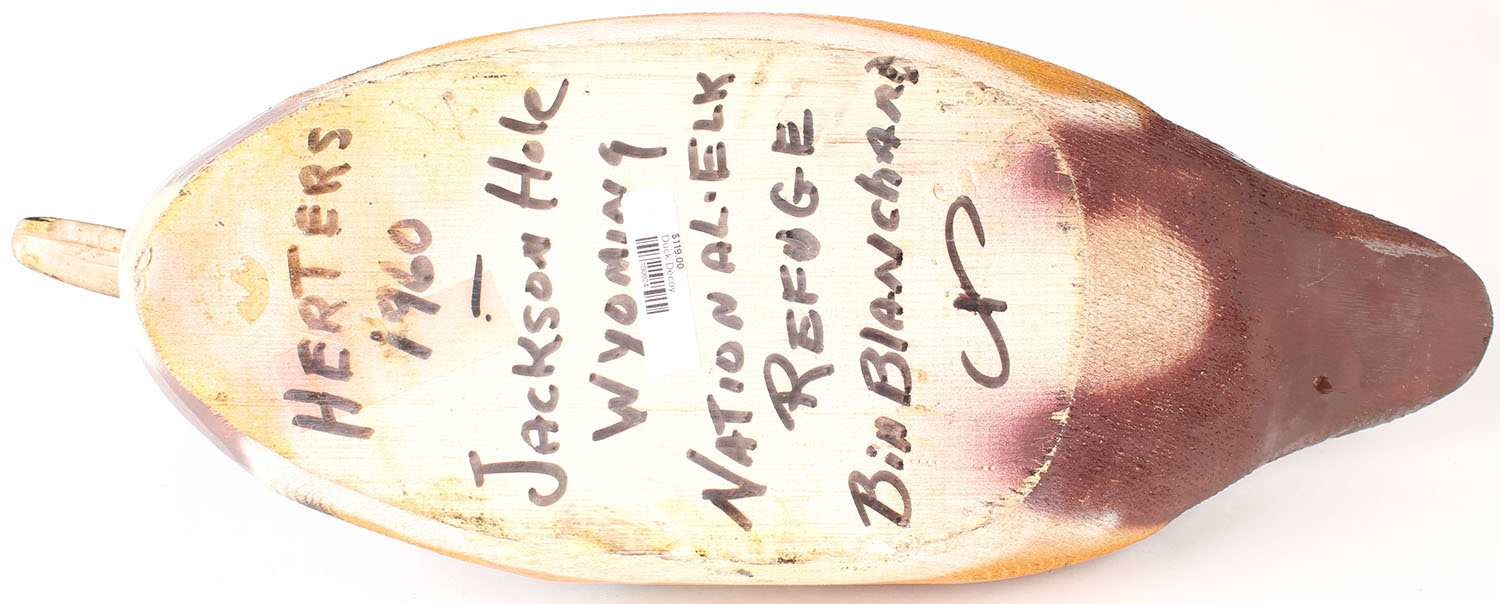 HERTERS
1960
—
JACKSON Hole
WYOMING
NATIONAL-ELK
REFUGE
Bill BLANChARD
$119.00
Duck Decoy